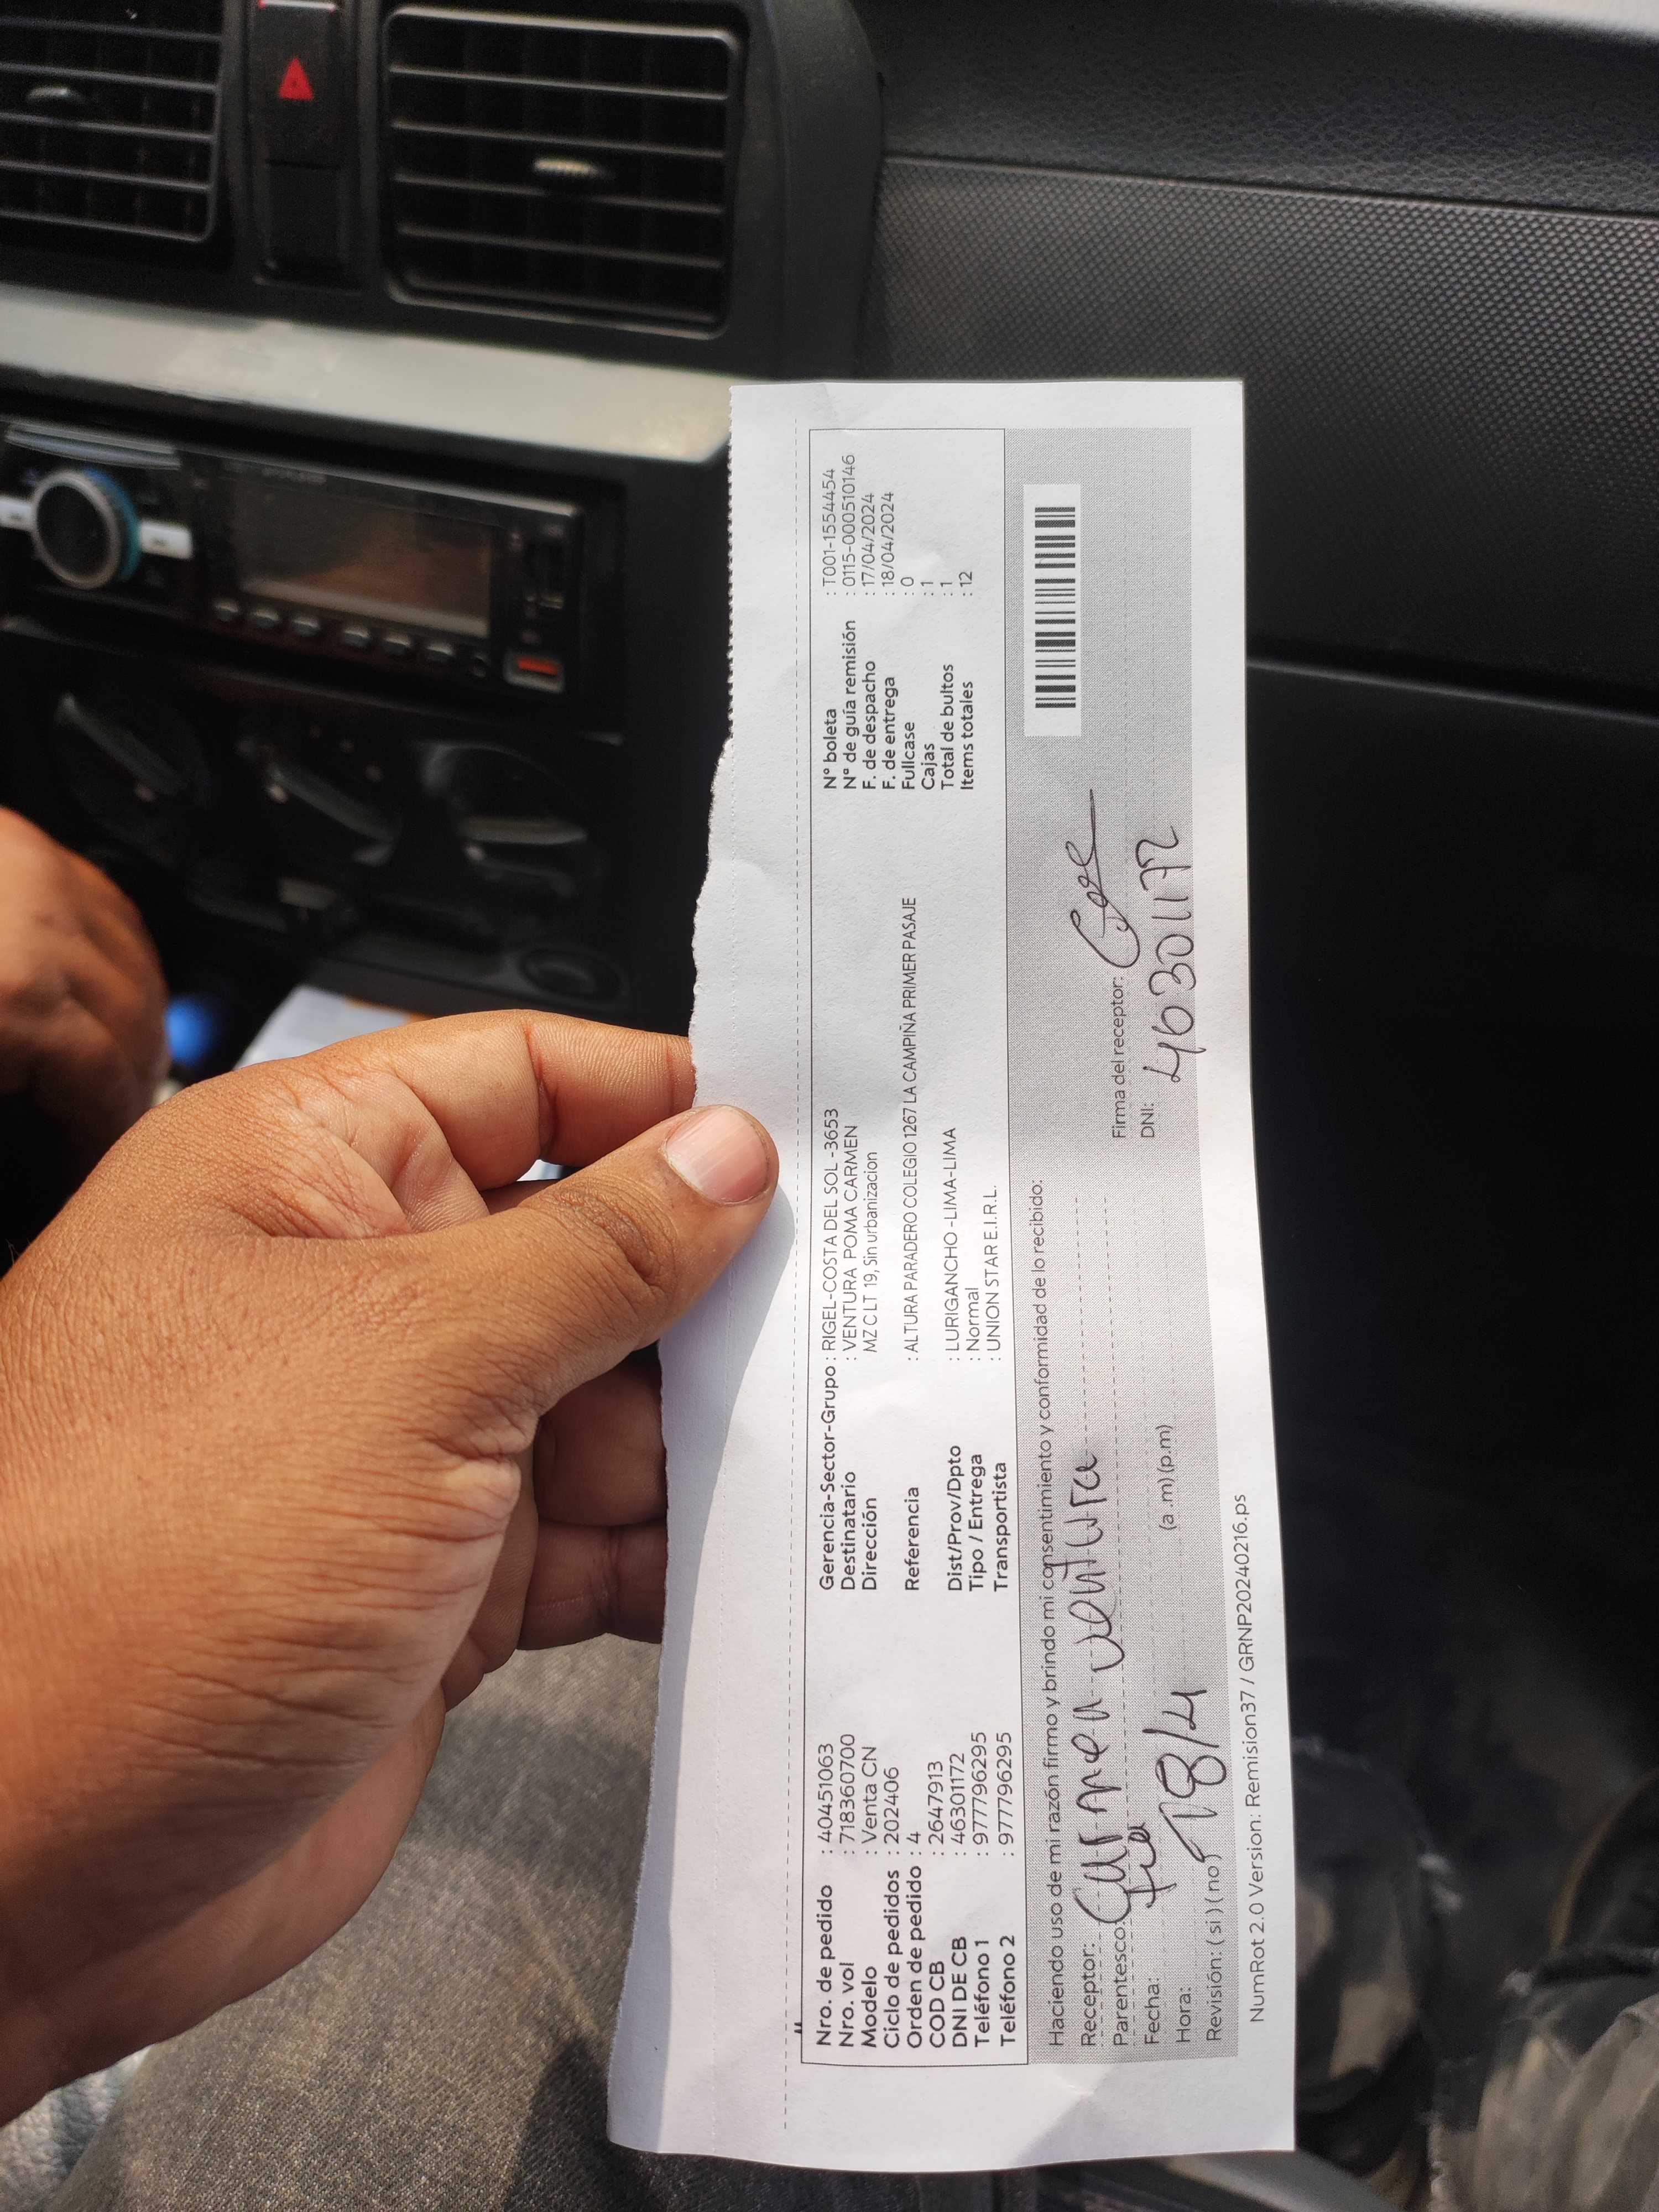 Nro. de pedido : 40451063
Nro. vol : 718360700
Modelo : Venta CN
Ciclo de pedidos : 202406
Orden de pedido : 4
COD CB : 2647913
DNI DE CB : 46301172
Teléfono 1 : 977796295
Teléfono 2 : 977796295
Gerencia-Sector-Grupo : RIGEL-COSTA DEL SOL -3653
Destinatario : VENTURA POMA CARMEN
Dirección MZ C LT 19, Sin urbanizacion
Referencia : ALTURA PARADERO COLEGIO 1267 LA CAMPIÑA PRIMER PASAJE
Dist/Prov/Dpto : LURIGANCHO -LIMA-LIMA
Tipo / Entrega : Normal
Transportista : UNION STAR E.I.R.L.
N° boleta : T001-1554454
N° de guía remisión : 0115-000510146
F. de despacho : 17/04/2024
F. de entrega : 18/04/2024
Fullcase : 0
Cajas : 1
Total de bultos : 1
Items totales : 12
Haciendo uso de mi razón firmo y brindo mi consentimiento y conformidad de lo recibido:
Receptor: Carmen ventura
Parentesco:
Fecha: 18/4
Hora: (a .m) (p.m)
Revisión: ( si ) ( no )
Firma del receptor:
DNI: 46301172
NumRot 2.0 Version: Remision37 / GRNP20240216.ps